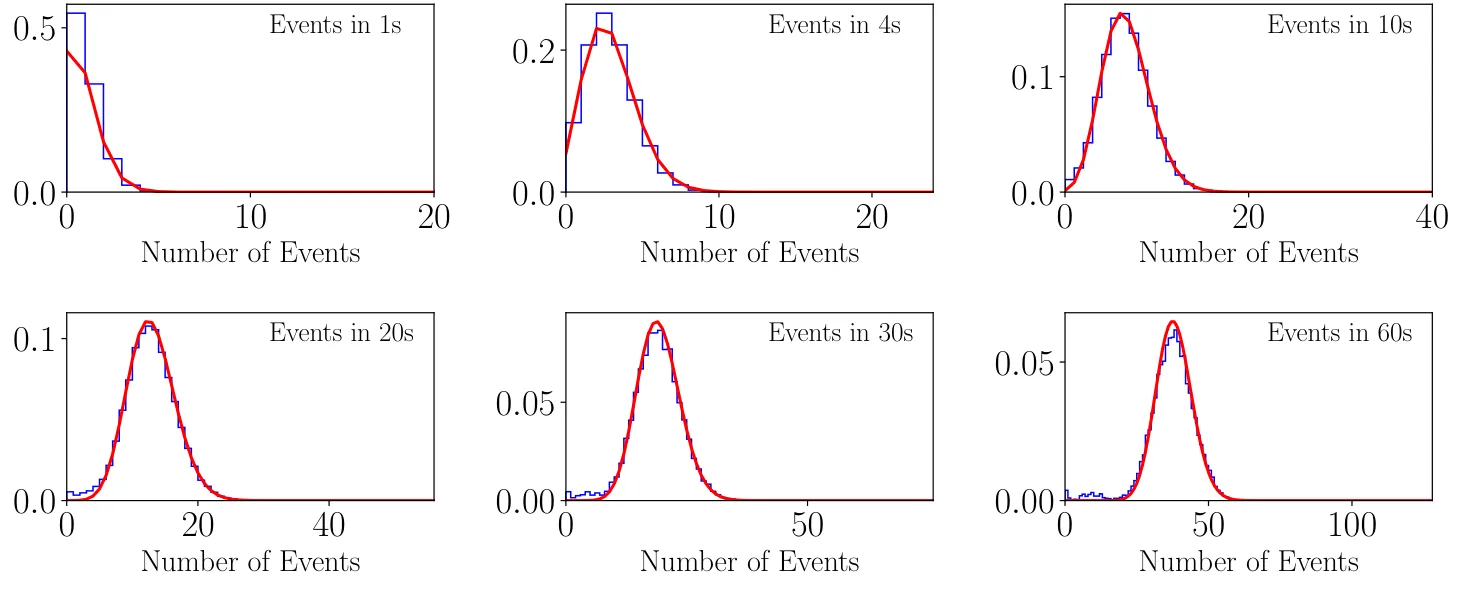 Events in 1s
0.5
0.0
0 10 20
Number of Events
Events in 4s
0.2
0.0
0 10 20
Number of Events
Events in 10s
0.1
0.0
0 20 40
Number of Events
Events in 20s
0.1
0.0
0 20 40
Number of Events
Events in 30s
0.05
0.00
0 50
Number of Events
Events in 60s
0.05
0.00
0 50 100
Number of Events